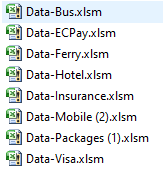 Data-Bus.xlsm
Data-ECPay.xlsm
Data-Ferry.xlsm
Data-Hotel.xlsm
Data-Insurance.xlsm
Data-Mobile (2).xlsm
Data-Packages (1).xlsm
Data-Visa.xlsm